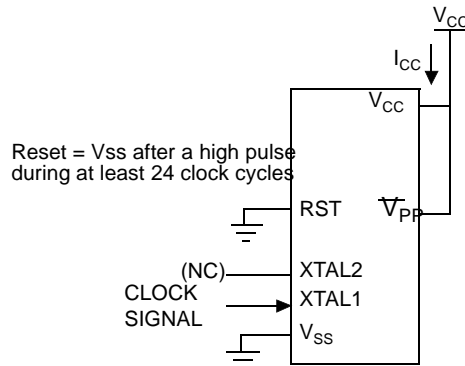 VCC
ICC
VCC
Reset = Vss after a high pulse
during at least 24 clock cycles
RST
VPP
(NC)
XTAL2
CLOCK
SIGNAL
XTAL1
VSS